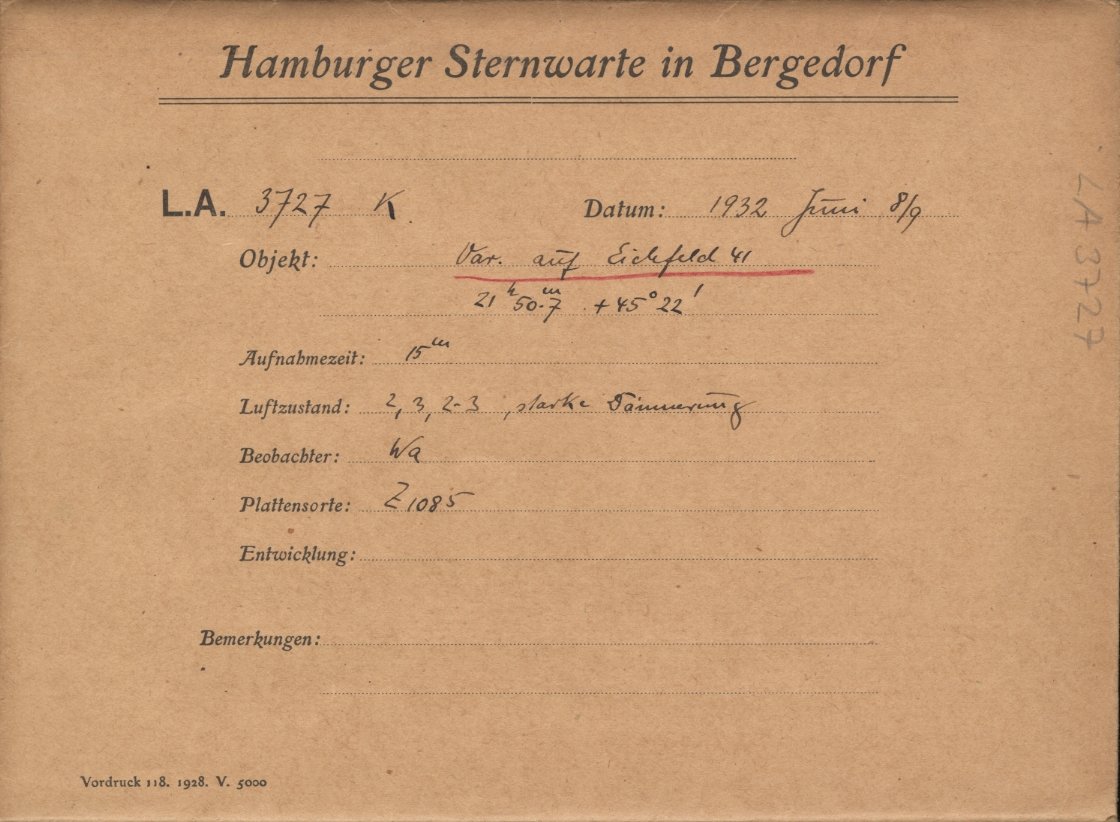 Hamburger Sternwarte in Bergedorf
L.A. 3727 K Datum: 1932 Juni 8/9
Objekt: Var. auf Eichfeld 41
21ʰ 50.ᵐ7 + 45° 22'
Aufnahmezeit: 15ᵐ
Luftzustand: 2, 3, 2-3, starke Dämmerung
Beobachter: Wa
Plattensorte: Z 1085
Entwicklung:
Bemerkungen:
Vordruck 118. 1928. V. 5000
LA 3727